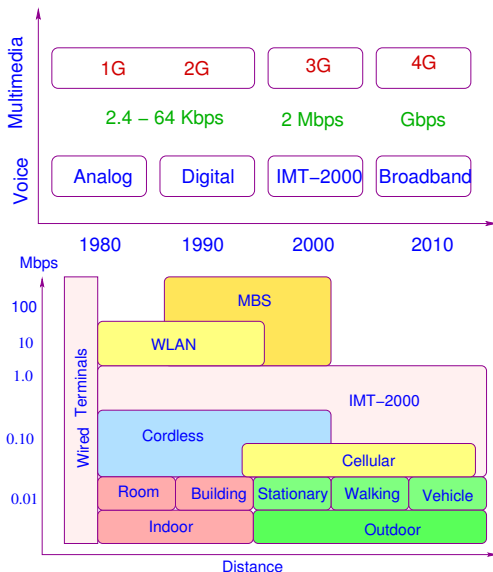 Multimedia
1G 2G 3G 4G
2.4 − 64 Kbps 2 Mbps Gbps
Voice
Analog Digital IMT−2000 Broadband
1980 1990 2000 2010
Mbps
100
10
1.0
0.10
0.01
Wired Terminals
MBS
WLAN
IMT−2000
Cordless
Cellular
Room Building Stationary Walking Vehicle
Indoor Outdoor
Distance